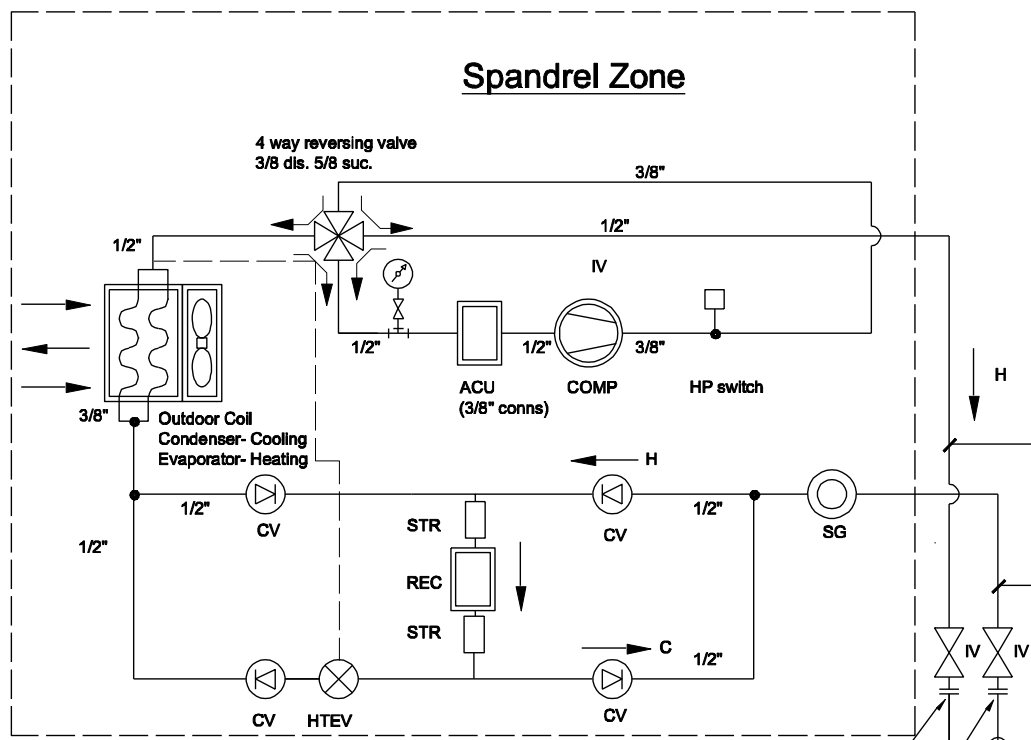 Spandrel Zone
4 way reversing valve
3/8 dis. 5/8 suc.
3/8"
1/2"
1/2"
IV
1/2"
1/2"
3/8"
ACU
(3/8" conns)
COMP
HP switch
H
3/8"
Outdoor Coil
Condenser- Cooling
Evaporator- Heating
H
1/2"
CV
STR
CV
1/2"
SG
1/2"
REC
STR
C
1/2"
IV
IV
CV
HTEV
CV